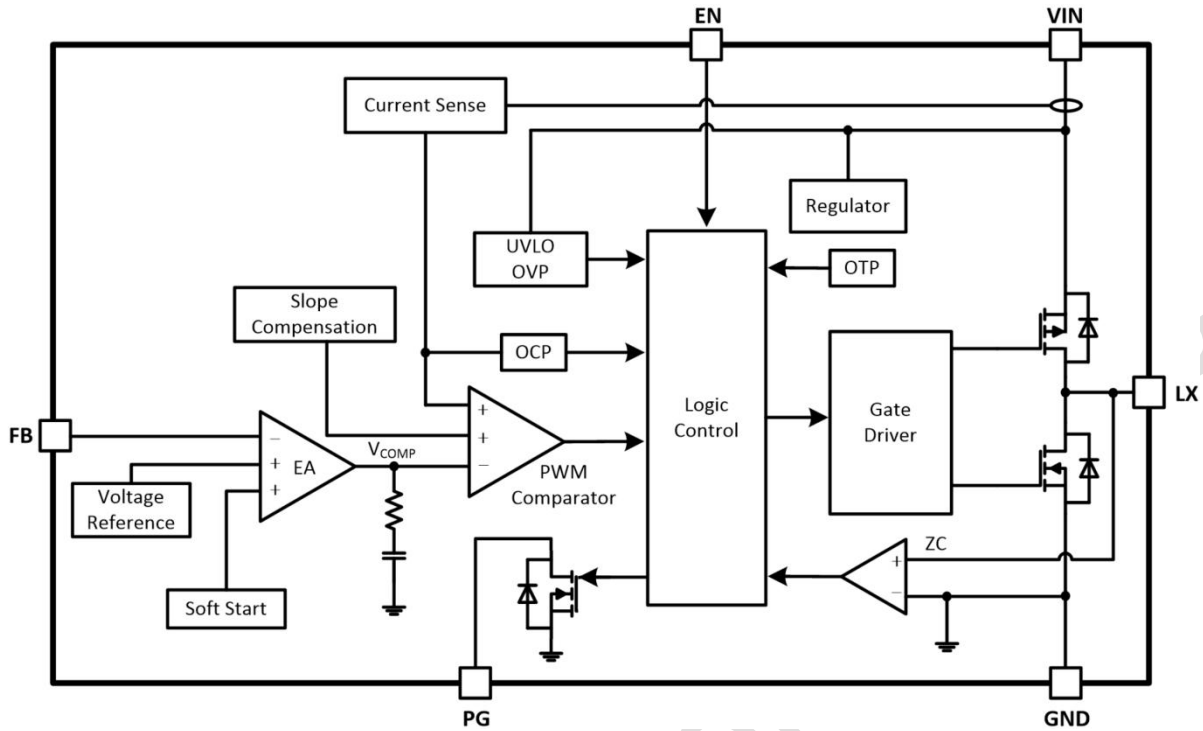 EN
VIN
Current Sense
Regulator
UVLO
OVP
OTP
Slope
Compensation
OCP
Logic
Control
Gate
Driver
LX
FB
+
+
−
−
+
+
EA
VCOMP
PWM
Comparator
Voltage
Reference
Soft Start
ZC
+
−
PG
GND